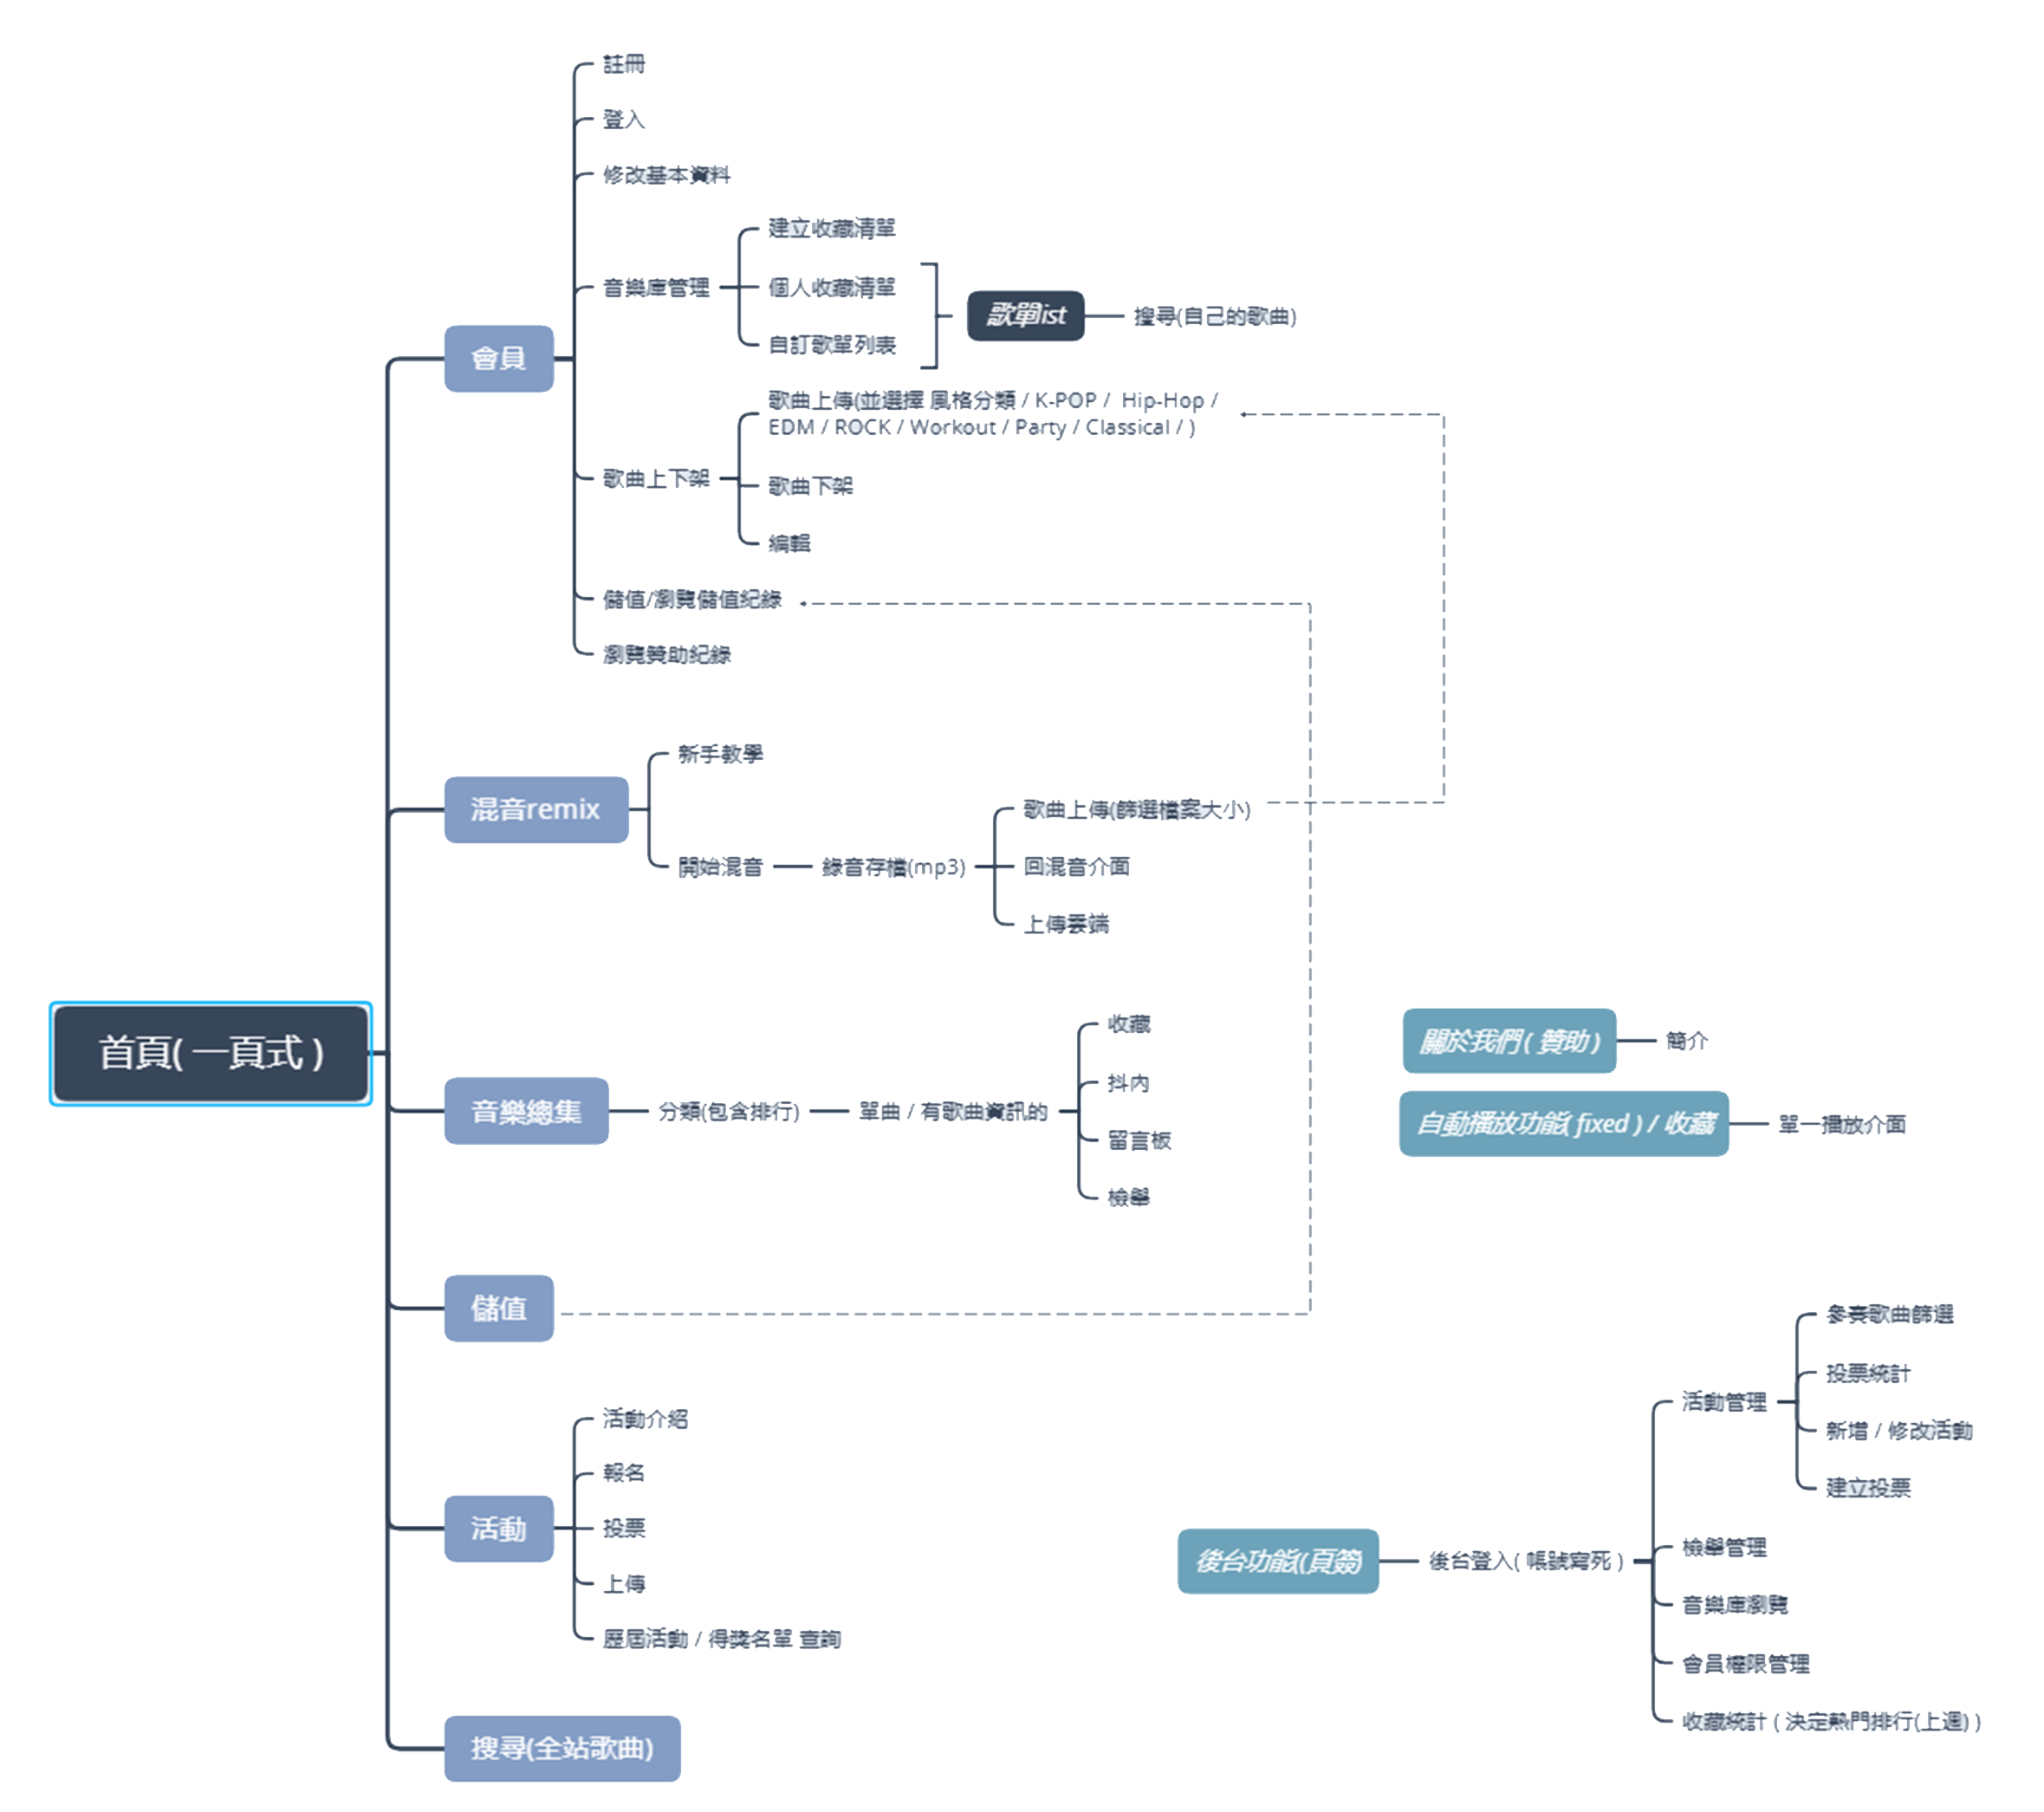 註冊
登入
修改基本資料
建立收藏清單
音樂庫管理
個人收藏清單
自訂歌單列表
歌單ist
搜尋(自己的歌曲)
會員
歌曲上傳(並選擇 風格分類 / K-POP / Hip-Hop /
EDM / ROCK / Workout / Party / Classical / )
歌曲上下架
歌曲下架
編輯
儲值/瀏覽儲值紀錄
瀏覽贊助紀錄
混音remix
新手教學
開始混音
錄音存檔(mp3)
歌曲上傳(篩選檔案大小)
回混音介面
上傳雲端
首頁( 一頁式 )
音樂總集
分類(包含排行)
單曲 / 有歌曲資訊的
收藏
抖內
留言板
檢舉
關於我們 ( 贊助 )
簡介
自動播放功能( fixed ) / 收藏
單一播放介面
儲值
活動
活動介紹
報名
投票
上傳
歷屆活動 / 得獎名單 查詢
搜尋(全站歌曲)
後台功能((頁簽)
後台登入( 帳號寫死 )
活動管理
參賽歌曲篩選
投票統計
新增 / 修改活動
建立投票
檢舉管理
音樂庫瀏覽
會員權限管理
收藏統計 ( 決定熱門排行(上週) )